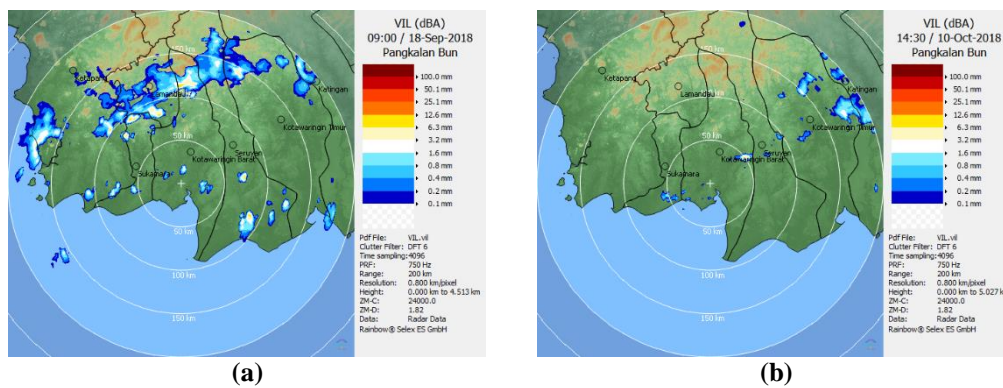 VIL (dBA)
09:00 / 18-Sep-2018
Pangkalan Bun
100.0 mm
50.1 mm
25.1 mm
12.6 mm
6.3 mm
3.2 mm
1.6 mm
0.8 mm
0.4 mm
0.2 mm
0.1 mm
Pdf File: VIL.vil
Clutter Filter: DFT 6
Time sampling: 4096
PRF: 750 Hz
Range: 200 km
Resolution: 0.800 km/pixel
Height: 0.000 km to 4.513 km
ZM-C: 24000.0
ZM-D: 1.82
Data: Radar Data
Rainbow® Selex ES GmbH
150 km
Ketapang
Lamandau
Katingan
50 km
Kotawaringin Timur
Seruyan
Kotawaringin Barat
Sukamara
50 km
100 km
150 km
(a)
VIL (dBA)
14:30 / 10-Oct-2018
Pangkalan Bun
100.0 mm
50.1 mm
25.1 mm
12.6 mm
6.3 mm
3.2 mm
1.6 mm
0.8 mm
0.4 mm
0.2 mm
0.1 mm
Pdf File: VIL.vil
Clutter Filter: DFT 6
Time sampling: 4096
PRF: 750 Hz
Range: 200 km
Resolution: 0.800 km/pixel
Height: 0.000 km to 5.027 k
ZM-C: 24000.0
ZM-D: 1.82
Data: Radar Data
Rainbow® Selex ES GmbH
150 km
Ketapang
Lamandau
Katingan
50 km
Kotawaringin Timur
Seruyan
Kotawaringin Barat
Sukamara
50 km
100 km
150 km
(b)